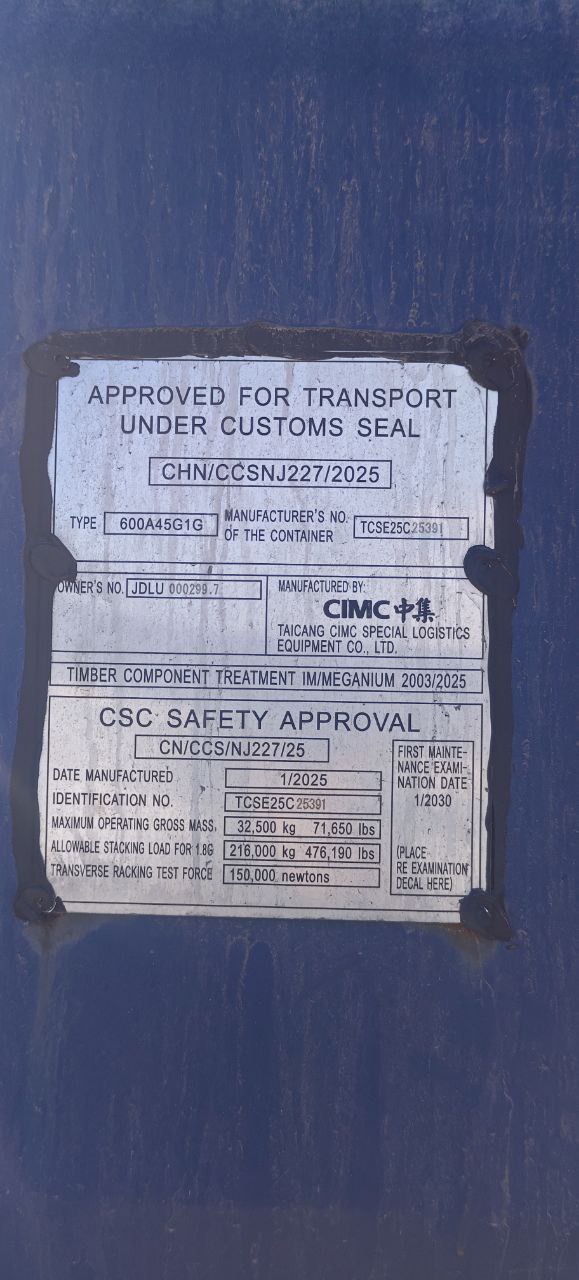 APPROVED FOR TRANSPORT
UNDER CUSTOMS SEAL
CHN/CCSNJ227/2025
TYPE 600A45G1G
MANUFACTURER'S NO.
OF THE CONTAINER
TCSE25C25391
OWNER'S NO. JDLU 000299.7
MANUFACTURED BY:
CIMC中集
TAICANG CIMC SPECIAL LOGISTICS
EQUIPMENT CO., LTD.
TIMBER COMPONENT TREATMENT IM/MEGANIUM 2003/2025
CSC SAFETY APPROVAL
CN/CCS/NJ227/25
DATE MANUFACTURED 1/2025
IDENTIFICATION NO. TCSE25C25391
MAXIMUM OPERATING GROSS MASS 32,500 kg 71,650 lbs
ALLOWABLE STACKING LOAD FOR 1.8G 216,000 kg 476,190 lbs
TRANSVERSE RACKING TEST FORCE 150,000 newtons
FIRST MAINTE-
NANCE EXAMI-
NATION DATE
1/2030
(PLACE
RE EXAMINATION
DECAL HERE)